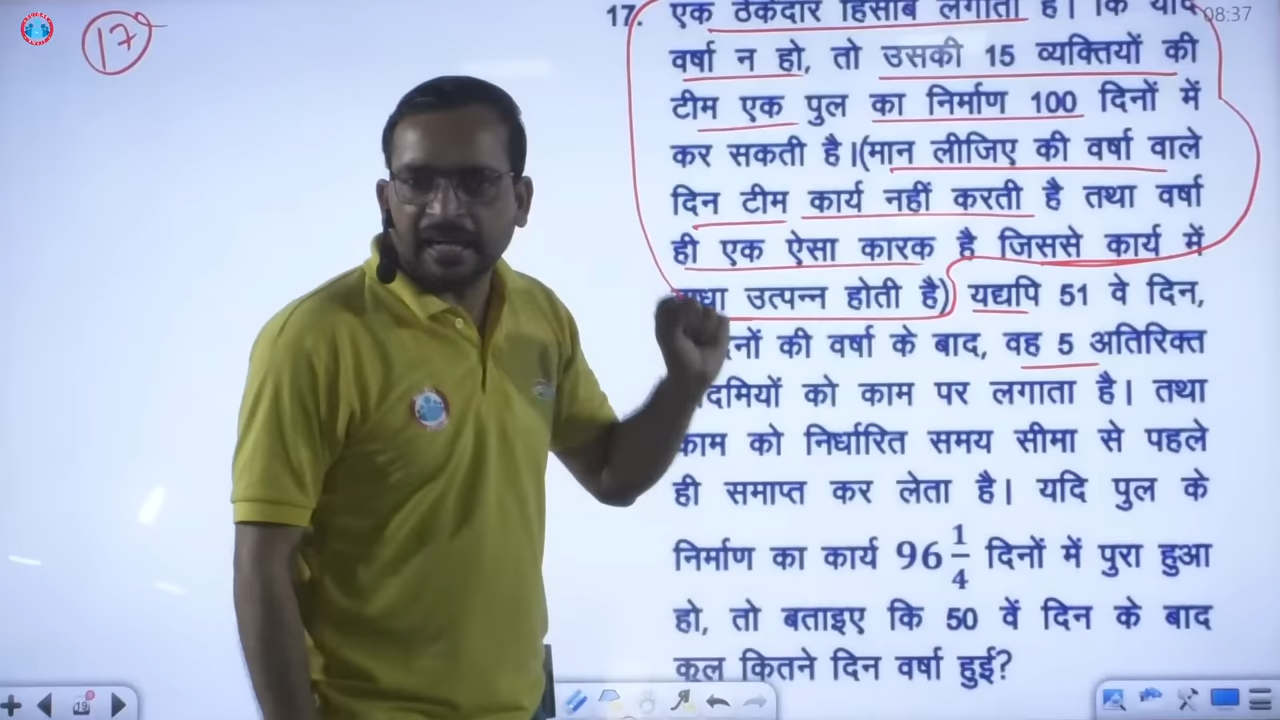 17
17. एक ठेकदार हिसाब लगाता है। कि यदि
08:37
वर्षा न हो, तो उसकी 15 व्यक्तियों की
टीम एक पुल का निर्माण 100 दिनों में
कर सकती है।(मान लीजिए की वर्षा वाले
दिन टीम कार्य नहीं करती है तथा वर्षा
ही एक ऐसा कारक है जिससे कार्य में
उत्पन्न होती है) यद्यपि 51 वे दिन,
की वर्षा के बाद, वह 5 अतिरिक्त
को काम पर लगाता है। तथा
काम को निर्धारित समय सीमा से पहले
ही समाप्त कर लेता है। यदि पुल के
निर्माण का कार्य 96 1/4 दिनों में पुरा हुआ
हो, तो बताइए कि 50 वें दिन के बाद
कुल कितने दिन वर्षा हुई?
19